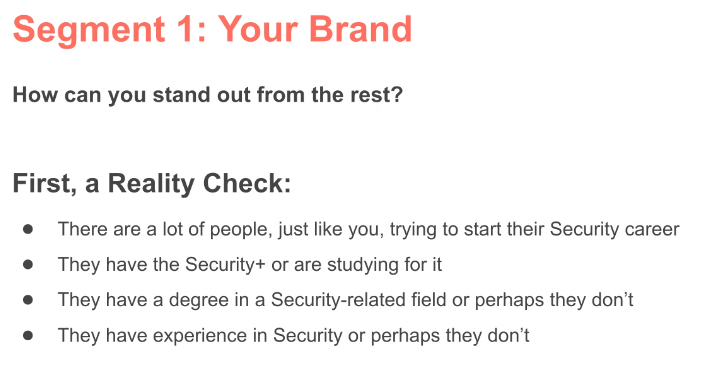 Segment 1: Your Brand
How can you stand out from the rest?
First, a Reality Check:
● There are a lot of people, just like you, trying to start their Security career
● They have the Security+ or are studying for it
● They have a degree in a Security-related field or perhaps they don’t
● They have experience in Security or perhaps they don’t